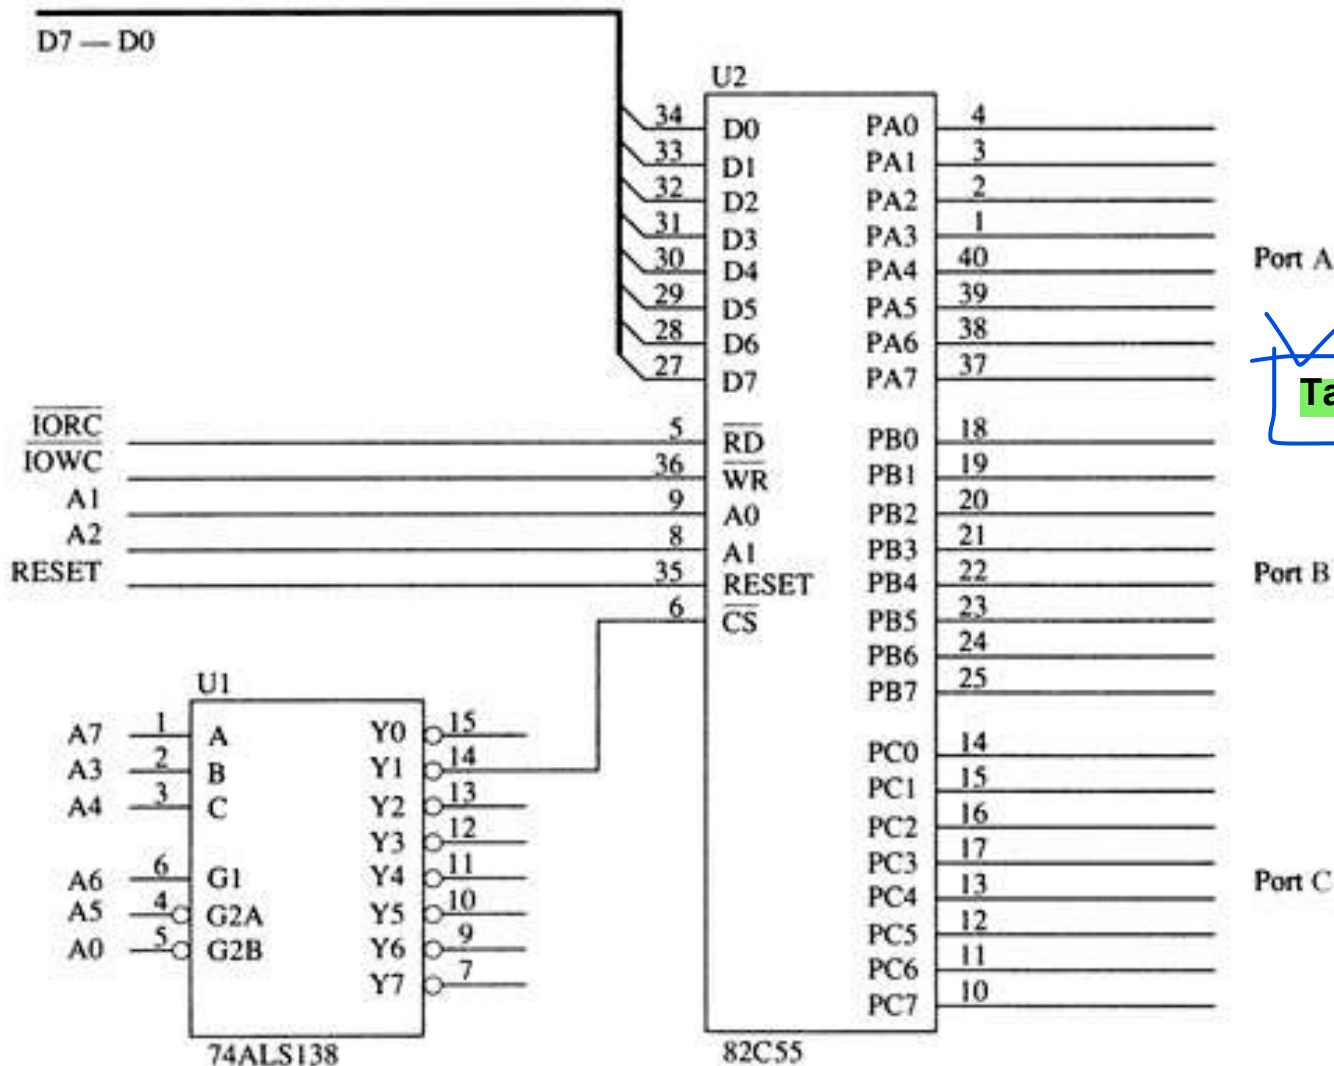 D7 — D0
U2
34 D0 PA0 4
33 D1 PA1 3
32 D2 PA2 2
31 D3 PA3 1
30 D4 PA4 40
Port A
29 D5 PA5 39
28 D6 PA6 38
27 D7 PA7 37
Ta
IORC 5 RD PB0 18
IOWC 36 WR PB1 19
A1 9 A0 PB2 20
A2 8 A1 PB3 21
RESET 35 RESET PB4 22
Port B
6 CS PB5 23
PB6 24
PB7 25
U1
A7 1 A Y0 15
PC0 14
A3 2 B Y1 14
PC1 15
A4 3 C Y2 13
PC2 16
Y3 12
PC3 17
A6 6 G1 Y4 11
Port C
PC4 13
A5 4 G2A Y5 10
PC5 12
A0 5 G2B Y6 9
PC6 11
Y7 7
PC7 10
74ALS138
82C55